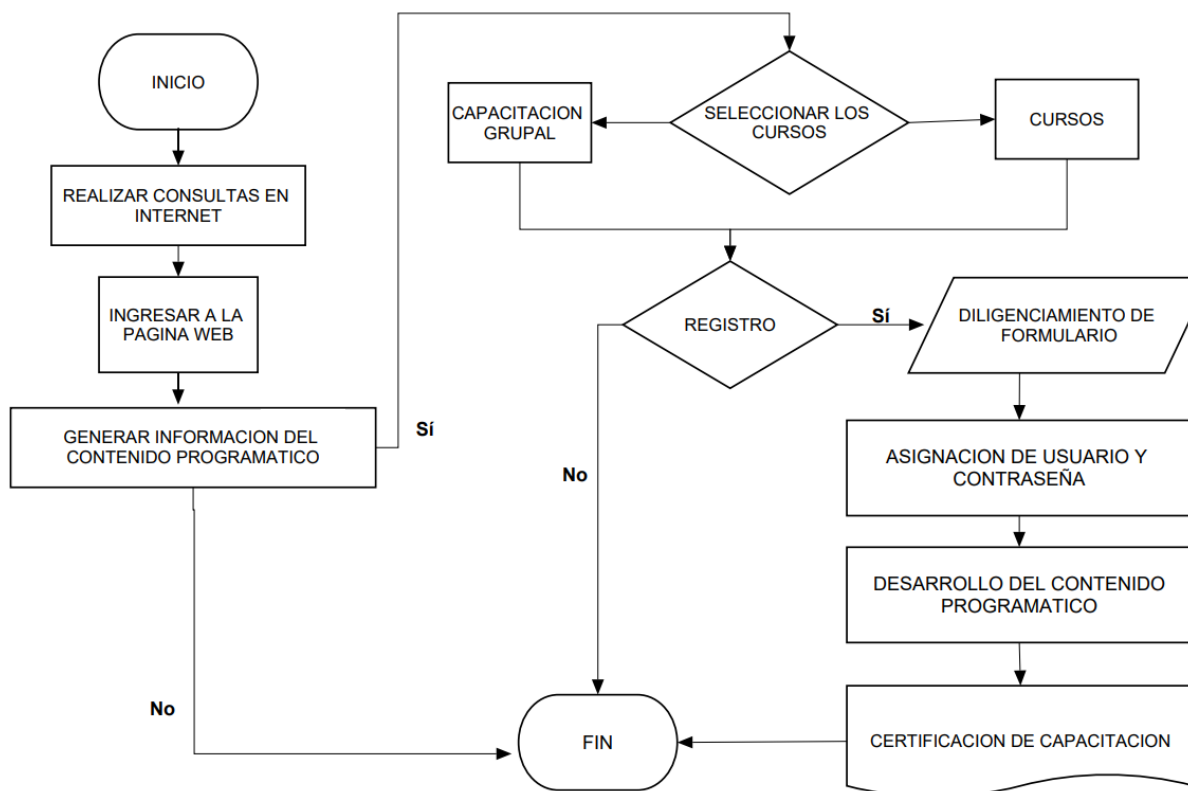 INICIO
REALIZAR CONSULTAS EN
INTERNET
INGRESAR A LA
PAGINA WEB
GENERAR INFORMACION DEL
CONTENIDO PROGRAMATICO
Sí
No
SELECCIONAR LOS
CURSOS
CAPACITACION
GRUPAL
CURSOS
REGISTRO
Sí
No
DILIGENCIAMIENTO DE
FORMULARIO
ASIGNACION DE USUARIO Y
CONTRASEÑA
DESARROLLO DEL CONTENIDO
PROGRAMATICO
CERTIFICACION DE CAPACITACION
FIN